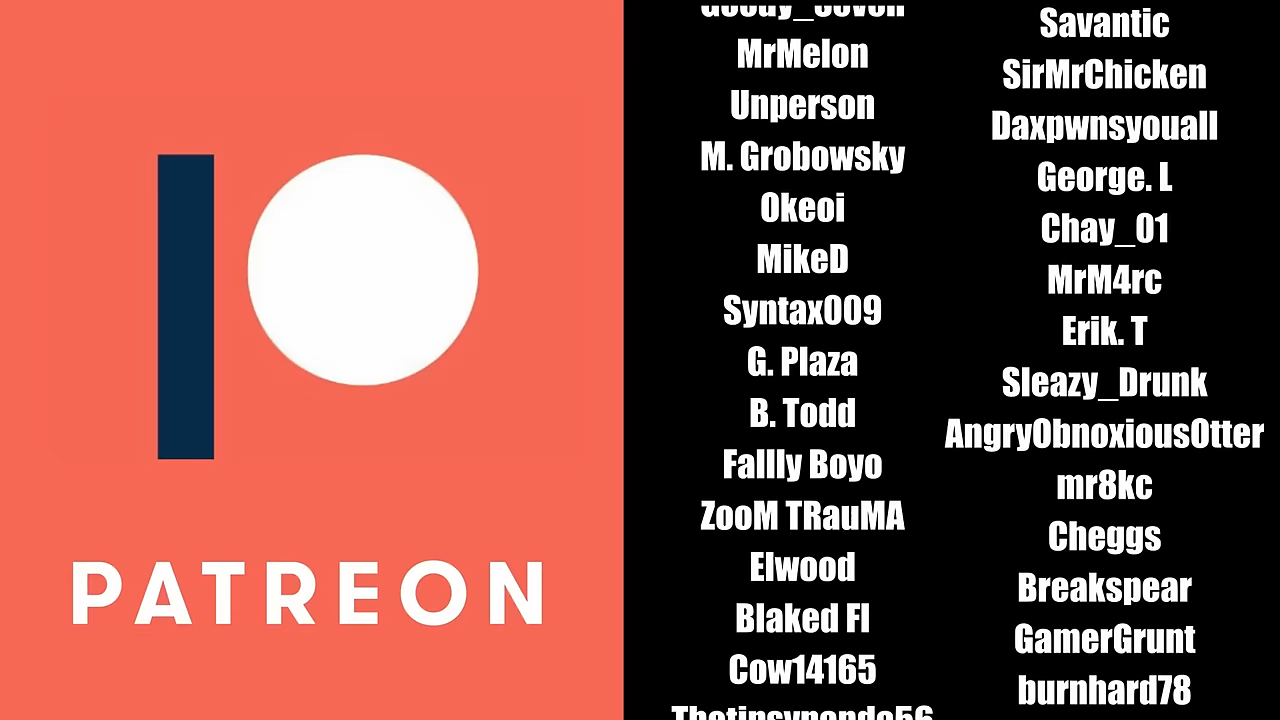 PATREON
MrMelon
Unperson
M. Grobowsky
Okeoi
MikeD
Syntax009
G. Plaza
B. Todd
Fallly Boyo
ZooM TRauMA
Elwood
Blaked Fl
Cow14165
Savantic
SirMrChicken
Daxpwnsyouall
George. L
Chay_01
MrM4rc
Erik. T
Sleazy_Drunk
AngryObnoxiousOtter
mr8kc
Cheggs
Breakspear
GamerGrunt
burnhard78